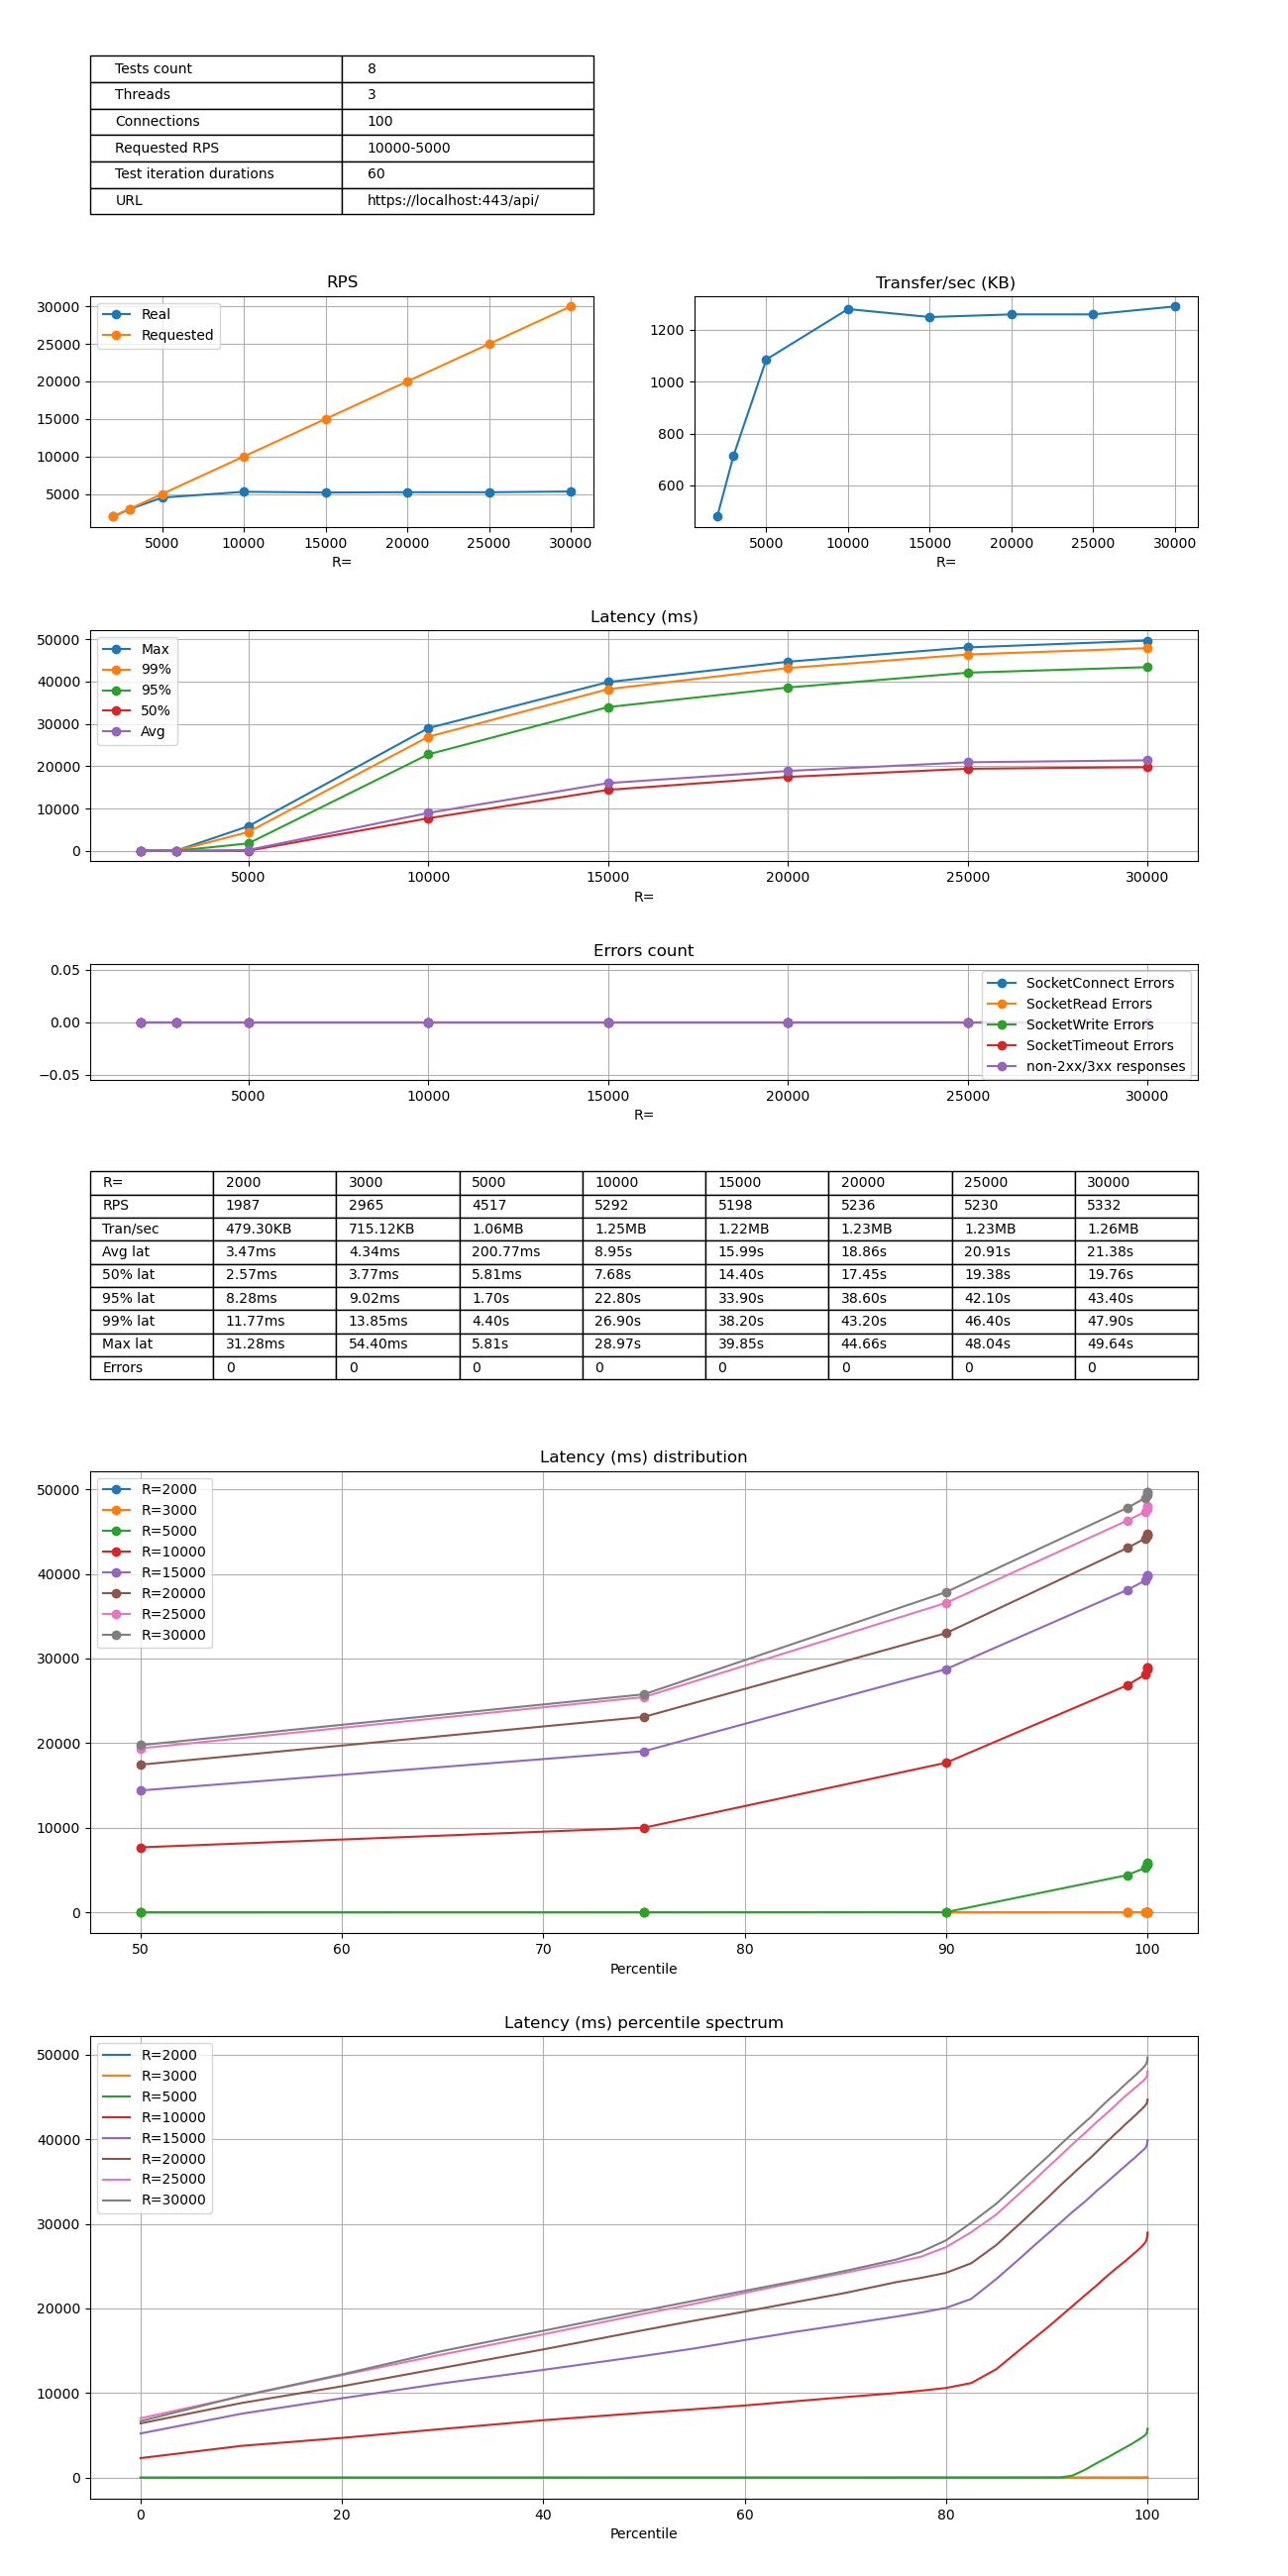 Tests count 8
Threads 3
Connections 100
Requested RPS 10000-5000
Test iteration durations 60
URL https://localhost:443/api/
RPS
Real
Requested
30000
25000
20000
15000
10000
5000
5000 10000 15000 20000 25000 30000
R=
Transfer/sec (KB)
1200
1000
800
600
5000 10000 15000 20000 25000 30000
R=
Latency (ms)
Max
99%
95%
50%
Avg
50000
40000
30000
20000
10000
0
5000 10000 15000 20000 25000 30000
R=
Errors count
0.05
0.00
−0.05
SocketConnect Errors
SocketRead Errors
SocketWrite Errors
SocketTimeout Errors
non-2xx/3xx responses
5000 10000 15000 20000 25000 30000
R=
R= 2000 3000 5000 10000 15000 20000 25000 30000
RPS 1987 2965 4517 5292 5198 5236 5230 5332
Tran/sec 479.30KB 715.12KB 1.06MB 1.25MB 1.22MB 1.23MB 1.23MB 1.26MB
Avg lat 3.47ms 4.34ms 200.77ms 8.95s 15.99s 18.86s 20.91s 21.38s
50% lat 2.57ms 3.77ms 5.81ms 7.68s 14.40s 17.45s 19.38s 19.76s
95% lat 8.28ms 9.02ms 1.70s 22.80s 33.90s 38.60s 42.10s 43.40s
99% lat 11.77ms 13.85ms 4.40s 26.90s 38.20s 43.20s 46.40s 47.90s
Max lat 31.28ms 54.40ms 5.81s 28.97s 39.85s 44.66s 48.04s 49.64s
Errors 0 0 0 0 0 0 0 0
Latency (ms) distribution
R=2000
R=3000
R=5000
R=10000
R=15000
R=20000
R=25000
R=30000
50000
40000
30000
20000
10000
0
50 60 70 80 90 100
Percentile
Latency (ms) percentile spectrum
R=2000
R=3000
R=5000
R=10000
R=15000
R=20000
R=25000
R=30000
50000
40000
30000
20000
10000
0
0 20 40 60 80 100
Percentile